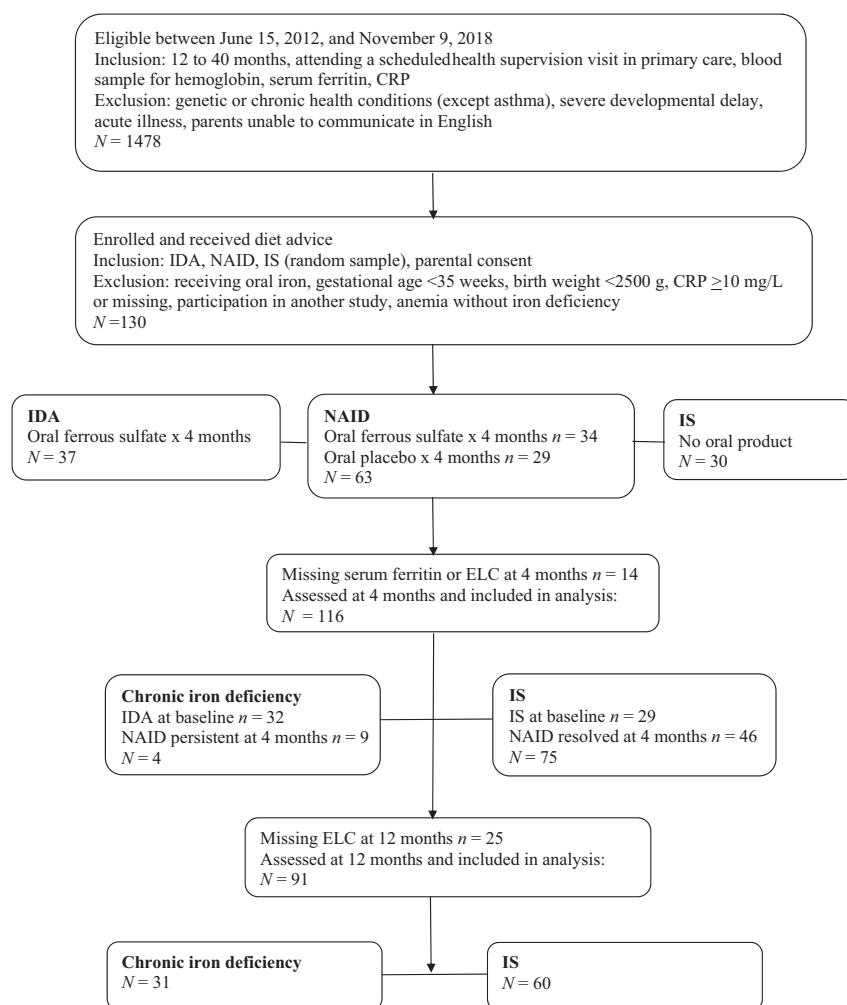 Eligible between June 15, 2012, and November 9, 2018
Inclusion: 12 to 40 months, attending a scheduledhealth supervision visit in primary care, blood
sample for hemoglobin, serum ferritin, CRP
Exclusion: genetic or chronic health conditions (except asthma), severe developmental delay,
acute illness, parents unable to communicate in English
N = 1478
Enrolled and received diet advice
Inclusion: IDA, NAID, IS (random sample), parental consent
Exclusion: receiving oral iron, gestational age <35 weeks, birth weight <2500 g, CRP ≥10 mg/L
or missing, participation in another study, anemia without iron deficiency
N =130
IDA
Oral ferrous sulfate x 4 months
N = 37
NAID
Oral ferrous sulfate x 4 months n = 34
Oral placebo x 4 months n = 29
N = 63
IS
No oral product
N = 30
Missing serum ferritin or ELC at 4 months n = 14
Assessed at 4 months and included in analysis:
N = 116
Chronic iron deficiency
IDA at baseline n = 32
NAID persistent at 4 months n = 9
N = 4
IS
IS at baseline n = 29
NAID resolved at 4 months n = 46
N = 75
Missing ELC at 12 months n = 25
Assessed at 12 months and included in analysis:
N = 91
Chronic iron deficiency
N = 31
IS
N = 60